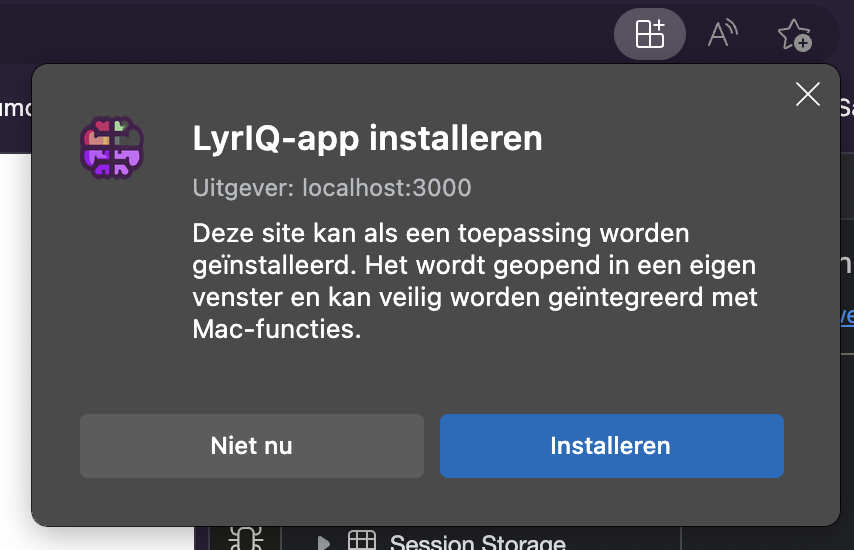 LyrIQ-app installeren
Uitgever: localhost:3000
Deze site kan als een toepassing worden
geïnstalleerd. Het wordt geopend in een eigen
venster en kan veilig worden geïntegreerd met
Mac-functies.
Niet nu
Installeren
Session Storage